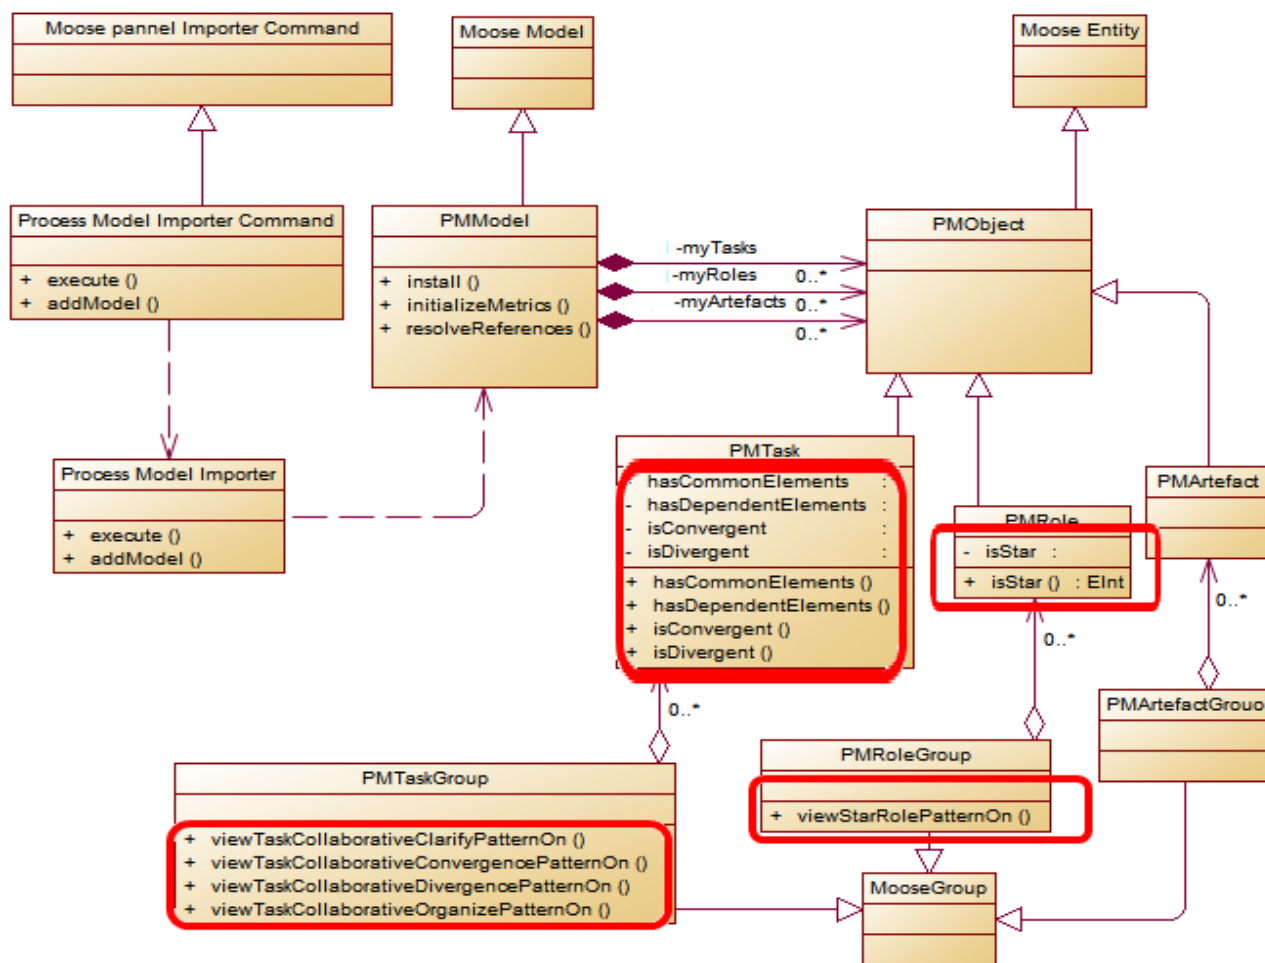 Moose pannel Importer Command
Moose Model
Moose Entity
Process Model Importer Command
+ execute ()
+ addModel ()
PMModel
+ install ()
+ initializeMetrics ()
+ resolveReferences ()
-myTasks
0..*
-myRoles
0..*
-myArtefacts
0..*
PMObject
Process Model Importer
+ execute ()
+ addModel ()
PMTask
- hasCommonElements :
- hasDependentElements :
- isConvergent :
- isDivergent :
+ hasCommonElements ()
+ hasDependentElements ()
+ isConvergent ()
+ isDivergent ()
PMRole
- isStar :
+ isStar () : EInt
PMArtefact
0..*
0..*
0..*
PMTaskGroup
+ viewTaskCollaborativeClarifyPatternOn ()
+ viewTaskCollaborativeConvergencePatternOn ()
+ viewTaskCollaborativeDivergencePatternOn ()
+ viewTaskCollaborativeOrganizePatternOn ()
PMRoleGroup
+ viewStarRolePatternOn ()
PMArtefactGrouo
MooseGroup